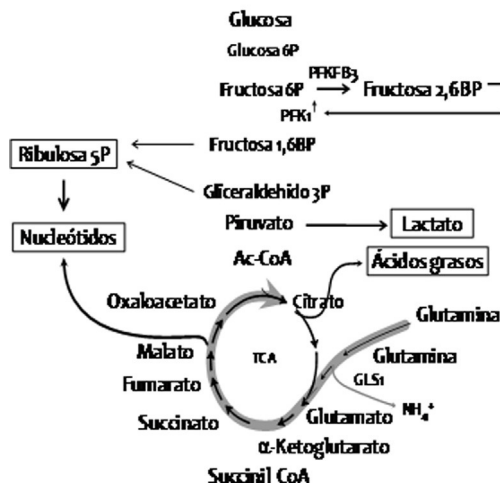 Glucosa
Glucosa 6P
Fructosa 6P
PFKFB3
Fructosa 2,6BP
PFK1↑
Fructosa 1,6BP
Ribulosa 5P
Gliceraldehido 3P
Piruvato
Lactato
Nucleótidos
Ac-CoA
Ácidos grasos
Oxaloacetato
Citrato
Glutamina
Malato
TCA
Glutamina
Fumarato
GLS1
Succinato
Glutamato
NH₄⁺
α-Ketoglutarato
Succinil CoA